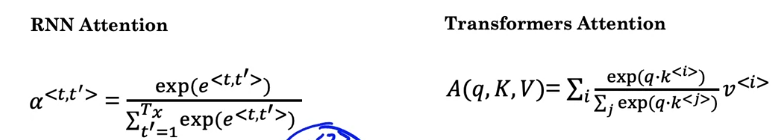 RNN Attention
Transformers Attention
α^{<t,t'>} = exp(e^{<t,t'>}) / Σ_{t'=1}^{Tx} exp(e^{<t,t'>})
A(q, K, V)= Σ_i exp(q·k^{<i>}) / Σ_j exp(q·k^{<j>}) v^{<i>}